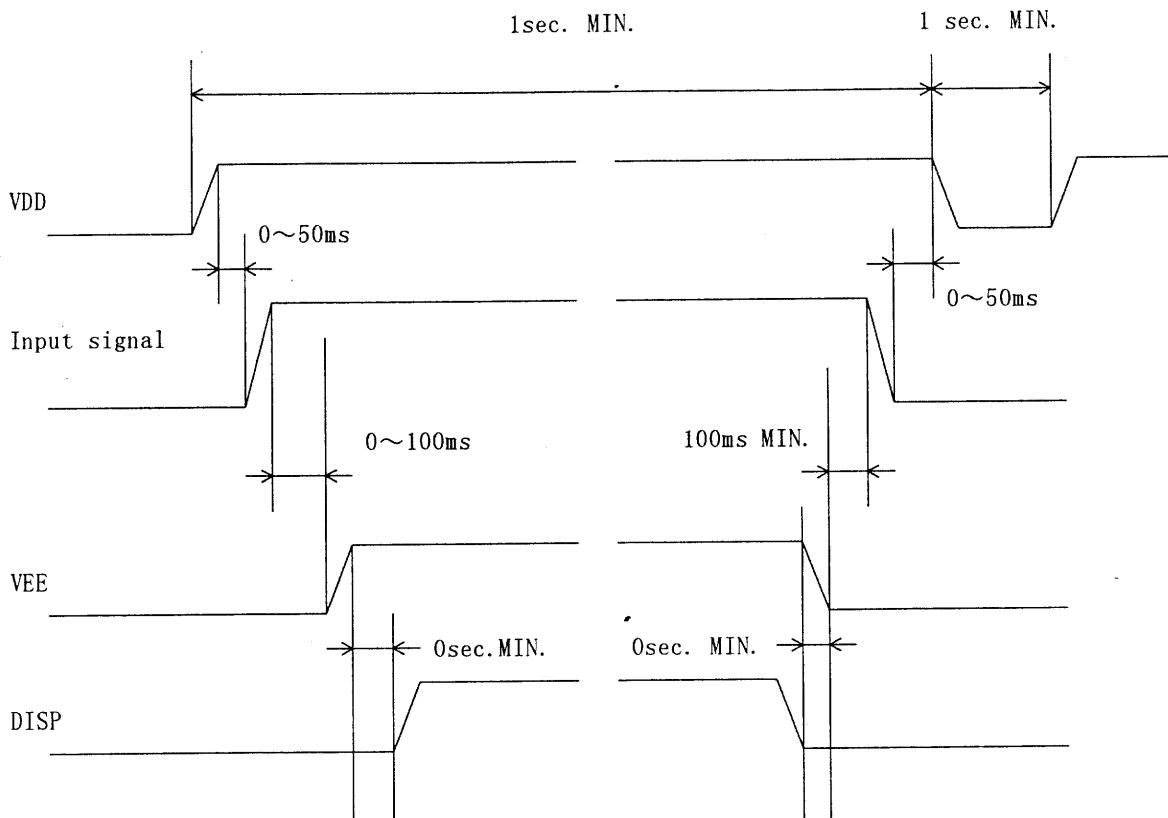 1sec. MIN.
1 sec. MIN.
VDD
0～50ms
0～50ms
Input signal
0～100ms
100ms MIN.
VEE
0sec.MIN.
0sec. MIN.
DISP